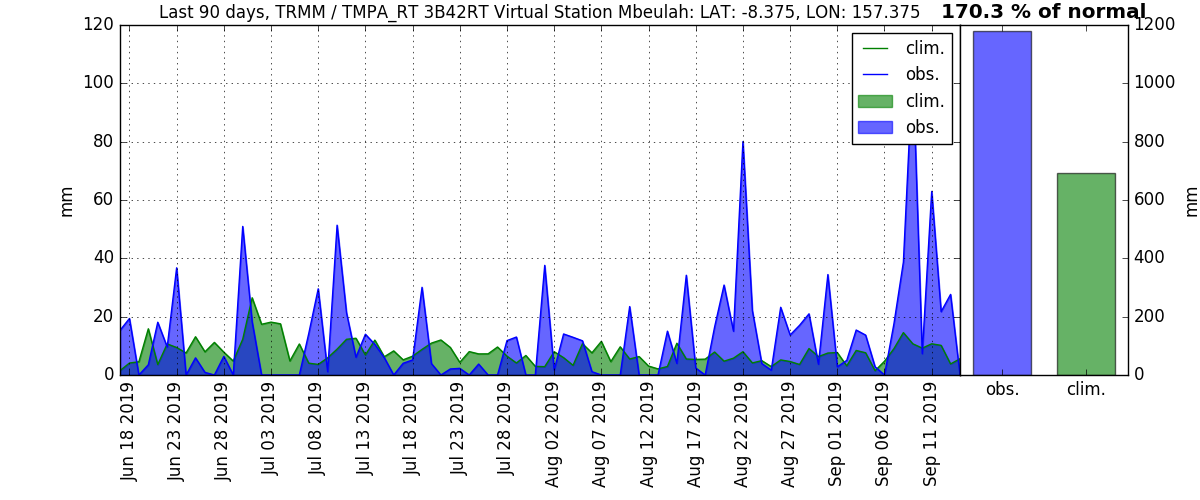 Last 90 days, TRMM / TMPA_RT 3B42RT Virtual Station Mbeulah: LAT: -8.375, LON: 157.375
170.3 % of normal
120
100
80
60
40
20
0
mm
clim.
obs.
clim.
obs.
1200
1000
800
600
400
200
0
mm
obs.
clim.
Jun 18 2019
Jun 23 2019
Jun 28 2019
Jul 03 2019
Jul 08 2019
Jul 13 2019
Jul 18 2019
Jul 23 2019
Jul 28 2019
Aug 02 2019
Aug 07 2019
Aug 12 2019
Aug 17 2019
Aug 22 2019
Aug 27 2019
Sep 01 2019
Sep 06 2019
Sep 11 2019